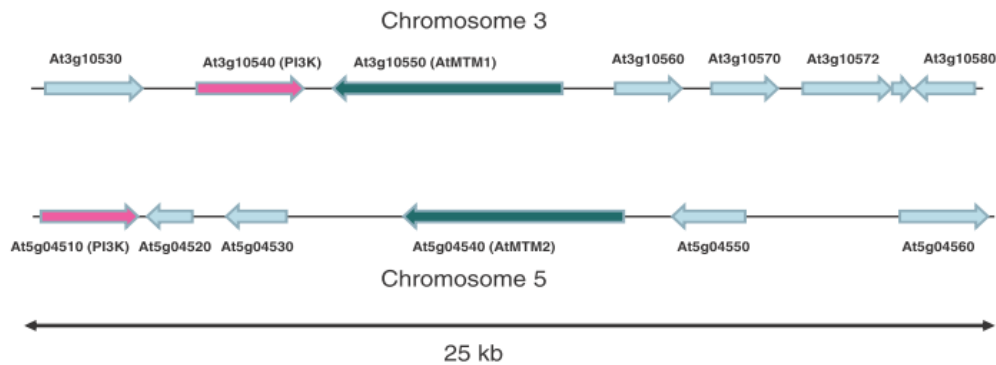 Chromosome 3
At3g10530
At3g10540 (PI3K)
At3g10550 (AtMTM1)
At3g10560
At3g10570
At3g10572
At3g10580
At5g04510 (PI3K)
At5g04520
At5g04530
At5g04540 (AtMTM2)
At5g04550
At5g04560
Chromosome 5
25 kb